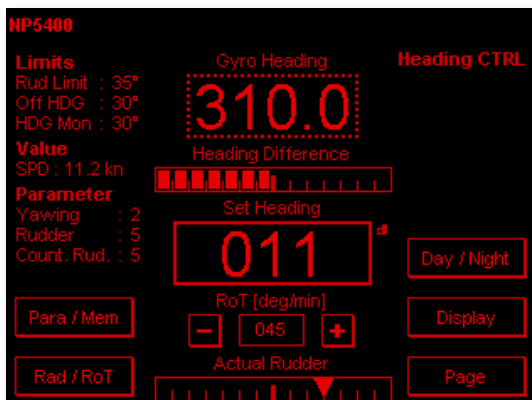 NP5400
Limits
Rud Limit : 35°
Off HDG : 30°
HDG Mon : 30°
Value
SPD : 11.2 kn
Parameter
Yawing : 2
Rudder : 5
Count. Rud. : 5
Para / Mem
Rad / RoT
Gyro Heading
310.0
Heading Difference
Set Heading
011
RoT [deg/min]
− 045 +
Actual Rudder
Heading CTRL
Day / Night
Display
Page